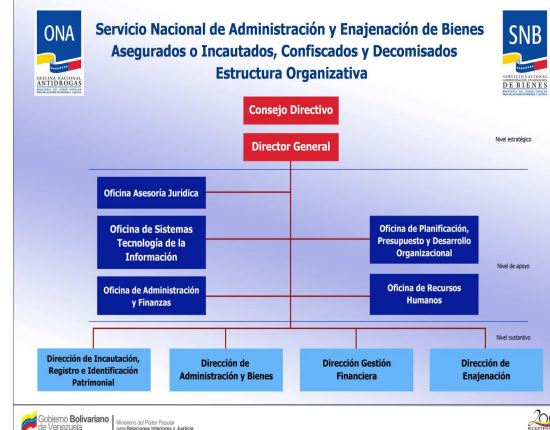 ONA
OFICINA NACIONAL
ANTIDROGAS
Servicio Nacional de Administración y Enajenación de Bienes
Asegurados o Incautados, Confiscados y Decomisados
Estructura Organizativa
SNB
SERVICIO NACIONAL
DE BIENES
Consejo Directivo
Director General
Nivel estratégico
Oficina Asesoría Jurídica
Oficina de Sistemas
Tecnología de la
Información
Oficina de Planificación,
Presupuesto y Desarrollo
Organizacional
Nivel de apoyo
Oficina de Administración
y Finanzas
Oficina de Recursos
Humanos
Nivel sustantivo
Dirección de Incautación,
Registro e Identificación
Patrimonial
Dirección de
Administración y Bienes
Dirección Gestión
Financiera
Dirección de
Enajenación
Gobierno Bolivariano
de Venezuela
Ministerio del Poder Popular
para Relaciones Interiores y Justicia